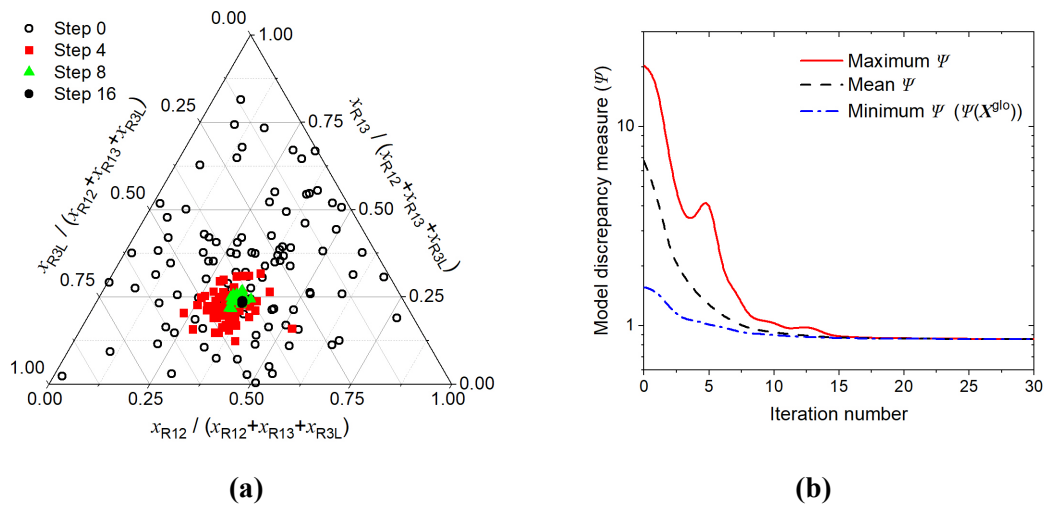 Step 0
Step 4
Step 8
Step 16
0.00
1.00
0.25
0.75
0.50
0.50
0.75
0.25
1.00
0.00
0.00
0.25
0.50
0.75
1.00
x_R3L / (x_R12+x_R13+x_R3L)
x_R13 / (x_R12+x_R13+x_R3L)
x_R12 / (x_R12+x_R13+x_R3L)
(a)
Maximum Ψ
Mean Ψ
Minimum Ψ (Ψ(X^glo))
Model discrepancy measure (Ψ)
10
1
0
5
10
15
20
25
30
Iteration number
(b)